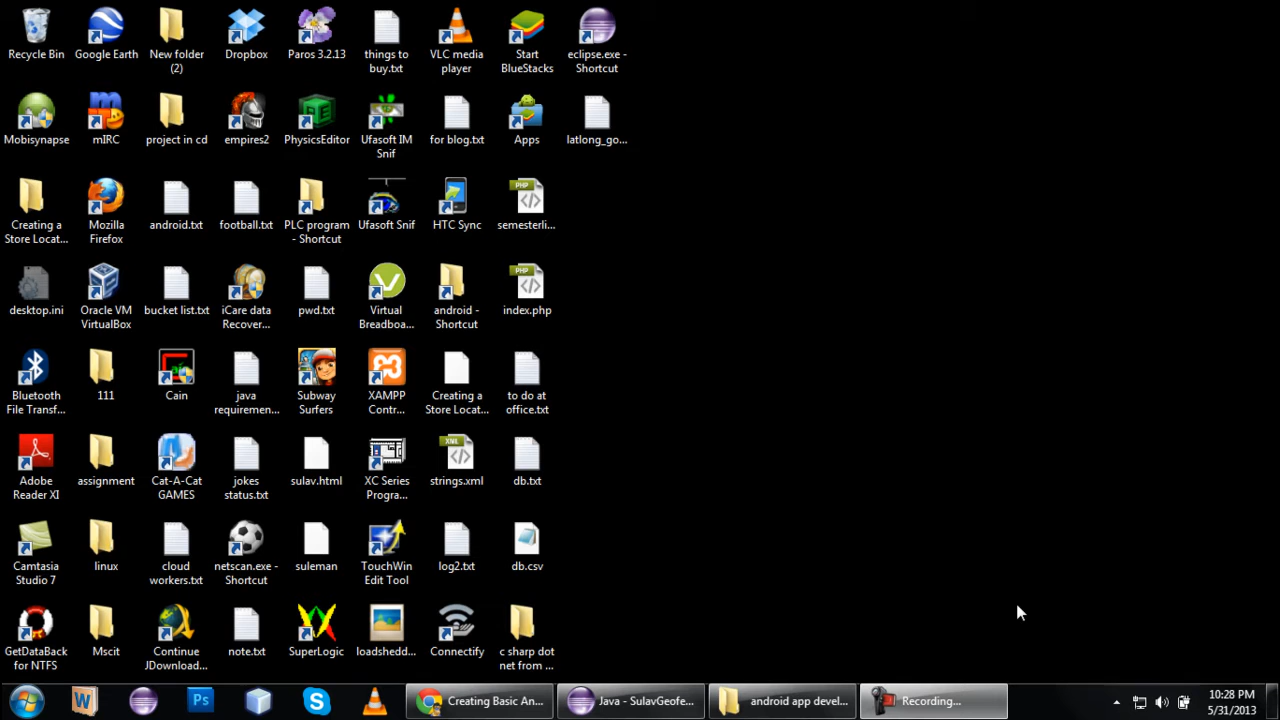 Recycle Bin
Google Earth
New folder
(2)
Dropbox
Paros 3.2.13
things to
buy.txt
VLC media
player
Start
BlueStacks
eclipse.exe -
Shortcut
Mobisynapse
mIRC
project in cd
empires2
PhysicsEditor
Ufasoft IM
Snif
for blog.txt
Apps
latlong_go...
Creating a
Store Locat...
Mozilla
Firefox
android.txt
football.txt
PLC program
- Shortcut
Ufasoft Snif
HTC Sync
PHP
semesterli...
desktop.ini
Oracle VM
VirtualBox
bucket list.txt
iCare data
Recover...
pwd.txt
Virtual
Breadboa...
android -
Shortcut
PHP
index.php
Bluetooth
File Transf...
111
Cain
java
requiremen...
Subway
Surfers
XAMPP
Contr...
Creating a
Store Locat...
to do at
office.txt
Adobe
Reader XI
assignment
Cat-A-Cat
GAMES
jokes
status.txt
sulav.html
XC Series
Progra...
XML
strings.xml
db.txt
Camtasia
Studio 7
linux
cloud
workers.txt
netscan.exe -
Shortcut
suleman
TouchWin
Edit Tool
log2.txt
db.csv
GetDataBack
for NTFS
Mscit
Continue
JDownload...
note.txt
SuperLogic
loadshedd...
Connectify
c sharp dot
net from ...
Ps
Creating Basic An...
Java - SulavGeofe...
android app devel...
Recording...
10:28 PM
5/31/2013